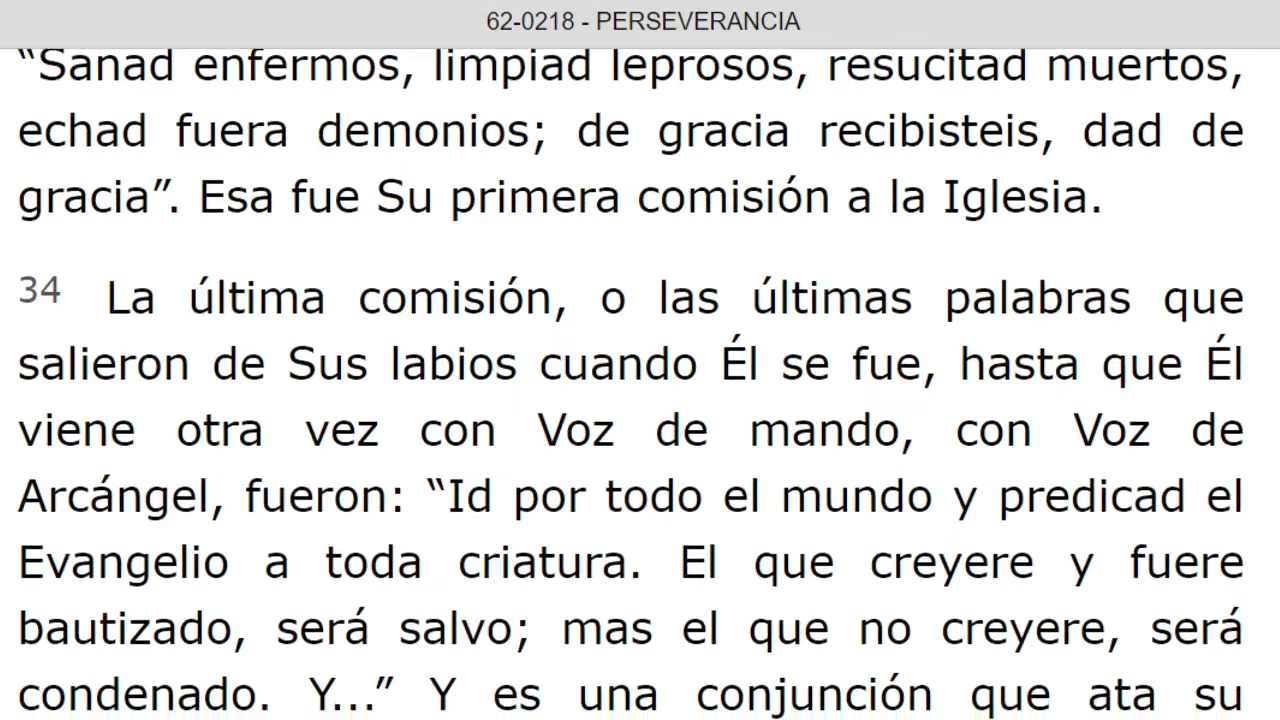 62-0218 - PERSEVERANCIA
“Sanad enfermos, limpiad leprosos, resucitad muertos,
echad fuera demonios; de gracia recibisteis, dad de
gracia”. Esa fue Su primera comisión a la Iglesia.
34 La última comisión, o las últimas palabras que
salieron de Sus labios cuando Él se fue, hasta que Él
viene otra vez con Voz de mando, con Voz de
Arcángel, fueron: “Id por todo el mundo y predicad el
Evangelio a toda criatura. El que creyere y fuere
bautizado, será salvo; mas el que no creyere, será
condenado. Y...” Y es una conjunción que ata su